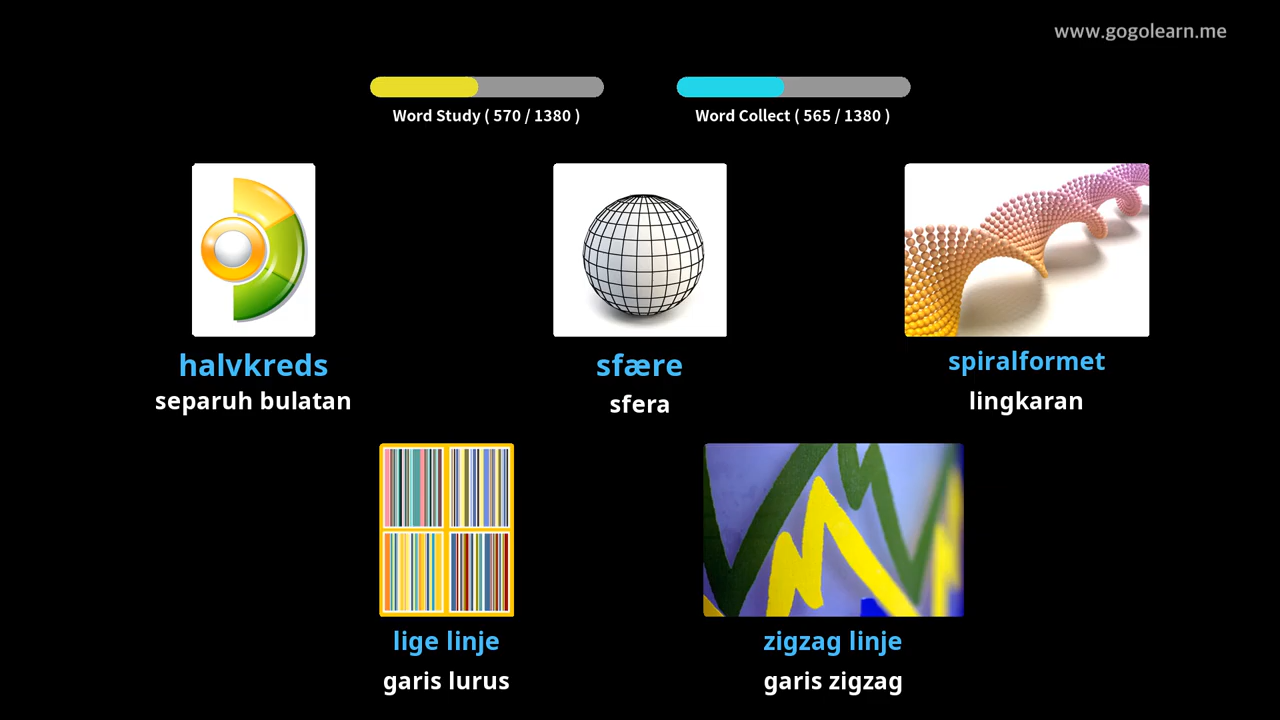 www.gogolearn.me
Word Study ( 570 / 1380 )
Word Collect ( 565 / 1380 )
halvkreds
separuh bulatan
sfære
sfera
spiralformet
lingkaran
lige linje
garis lurus
zigzag linje
garis zigzag